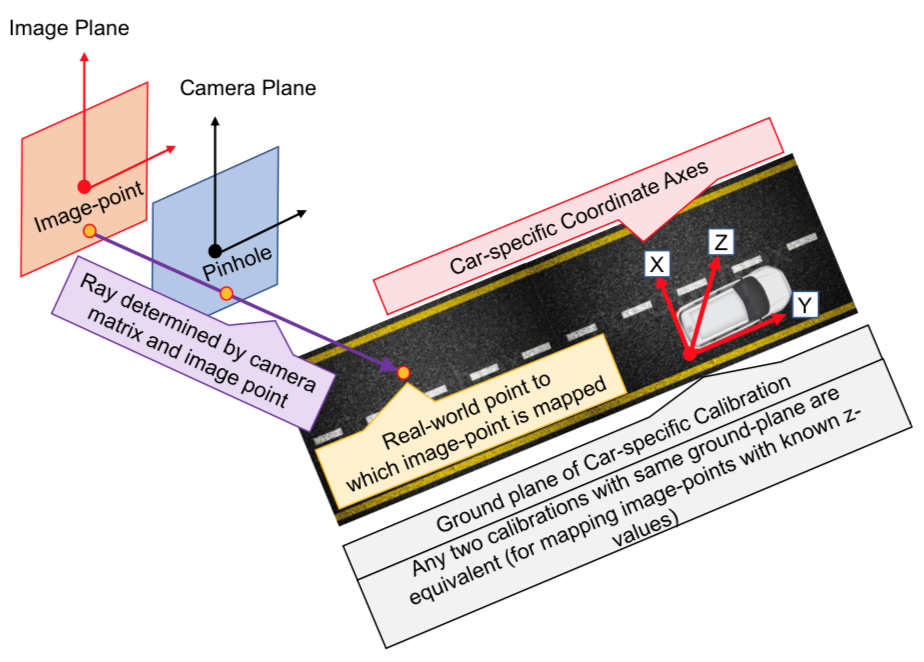 Image Plane
Camera Plane
Image-point
Pinhole
Ray determined by camera
matrix and image point
Car-specific Coordinate Axes
X
Z
Y
Real-world point to
which image-point is mapped
Ground plane of Car-specific Calibration
Any two calibrations with same ground-plane are
equivalent (for mapping image-points with known z-
values)